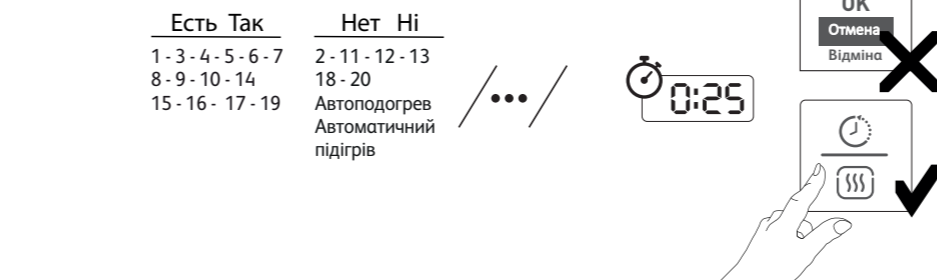 Есть Так
1 - 3 - 4 - 5 - 6 - 7
8 - 9 - 10 - 14
15 - 16 - 17 - 19
Нет Ні
2 - 11 - 12 - 13
18 - 20
Автоподогрев
Автоматичний
підігрів
0:25
OK
Отмена
Відміна